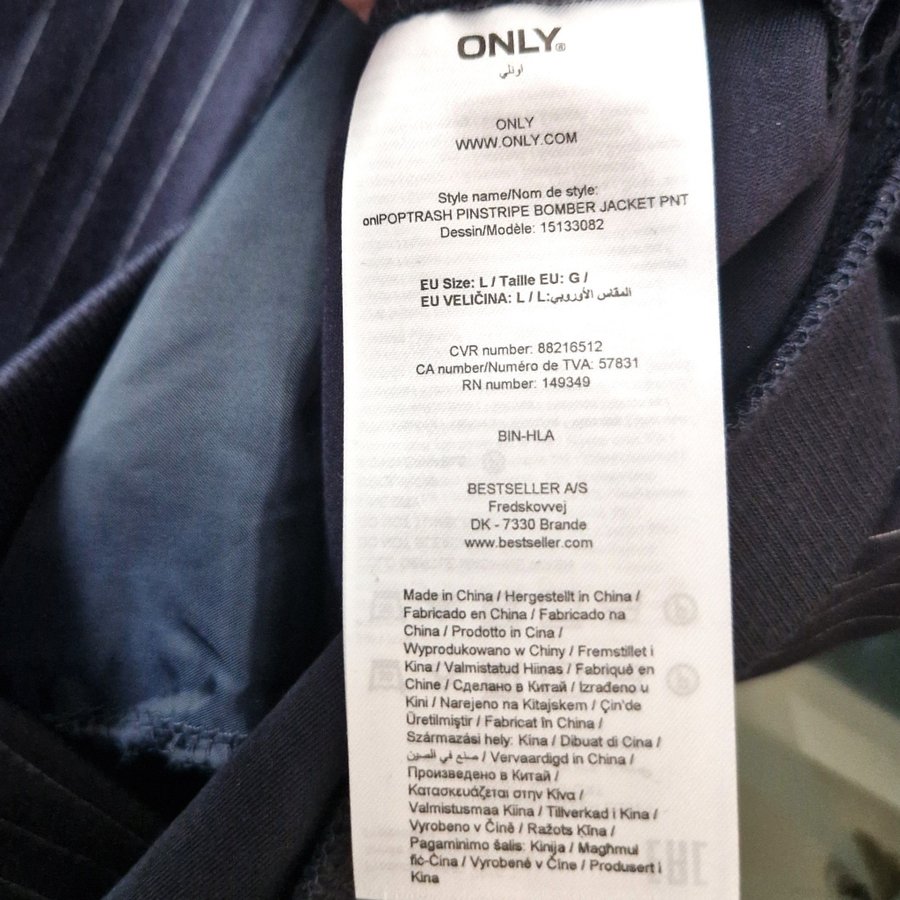 ONLY®
اونلي
ONLY
WWW.ONLY.COM
Style name/Nom de style:
onlPOPTRASH PINSTRIPE BOMBER JACKET PNT
Dessin/Modèle: 15133082
EU Size: L / Taille EU: G /
EU VELIČINA: L / L:المقاس الأوروبي
CVR number: 88216512
CA number/Numéro de TVA: 57831
RN number: 149349
BIN-HLA
BESTSELLER A/S
Fredskovvej
DK - 7330 Brande
www.bestseller.com
Made in China / Hergestellt in China /
Fabricado en China / Fabricado na
China / Prodotto in Cina /
Wyprodukowano w Chiny / Fremstillet i
Kina / Valmistatud Hiinas / Fabriqué en
Chine / Сделано в Китай / Izrađeno u
Kini / Narejeno na Kitajskem / Çin'de
Üretilmiştir / Fabricat în China /
Származási hely: Kína / Dibuat di Cina /
صنع في الصين / Vervaardigd in China /
Произведено в Китай /
Κατασκευάζεται στην Κίνα /
Valmistusmaa Kiina / Tillverkad i Kina /
Vyrobeno v Číně / Ražots Ķīna /
Pagaminimo šalis: Kinija / Magħmul
fiċ-Ċina / Vyrobené v Číne / Produsert i
Kina